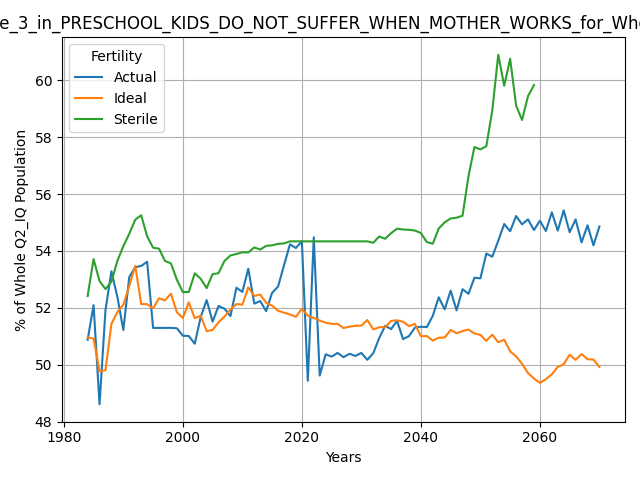 e_3_in_PRESCHOOL_KIDS_DO_NOT_SUFFER_WHEN_MOTHER_WORKS_for_Who
Fertility
Actual
Ideal
Sterile
% of Whole Q2_IQ Population
60
58
56
54
52
50
48
1980
2000
2020
2040
2060
Years